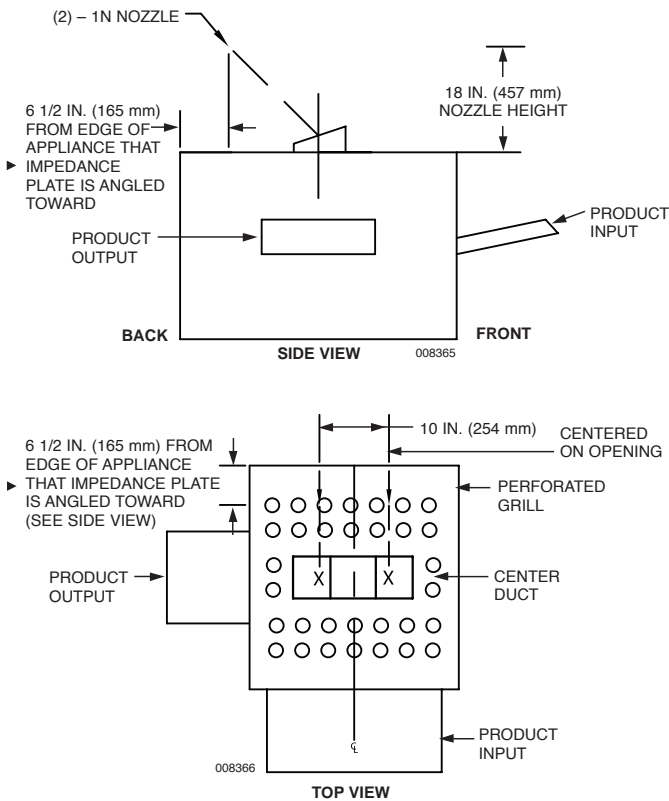 (2) – 1N NOZZLE
18 IN. (457 mm)
NOZZLE HEIGHT
6 1/2 IN. (165 mm)
FROM EDGE OF
APPLIANCE THAT
► IMPEDANCE
PLATE IS ANGLED
TOWARD
PRODUCT
INPUT
PRODUCT
OUTPUT
BACK
FRONT
SIDE VIEW
008365
10 IN. (254 mm)
CENTERED
ON OPENING
6 1/2 IN. (165 mm) FROM
EDGE OF APPLIANCE
► THAT IMPEDANCE PLATE
IS ANGLED TOWARD
(SEE SIDE VIEW)
PERFORATED
GRILL
PRODUCT
OUTPUT
X X
CENTER
DUCT
PRODUCT
INPUT
℄
008366
TOP VIEW